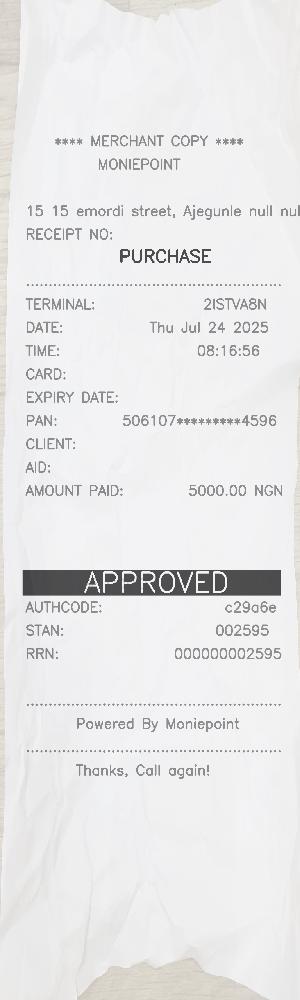 **** MERCHANT COPY ****
MONIEPOINT
15 15 emordi street, Ajegunle null nul
RECEIPT NO:
PURCHASE
TERMINAL: 2ISTVA8N
DATE: Thu Jul 24 2025
TIME: 08:16:56
CARD:
EXPIRY DATE:
PAN: 506107*********4596
CLIENT:
AID:
AMOUNT PAID: 5000.00 NGN
APPROVED
AUTHCODE: c29a6e
STAN: 002595
RRN: 000000002595
Powered By Moniepoint
Thanks, Call again!